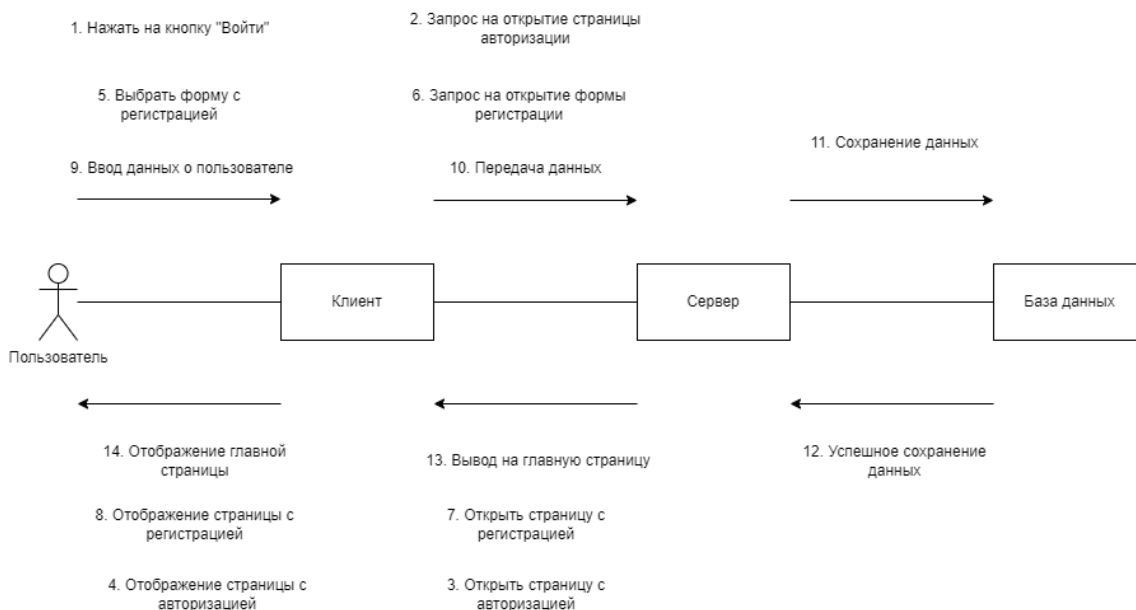 1. Нажать на кнопку "Войти"
2. Запрос на открытие страницы
авторизации
5. Выбрать форму с
регистрацией
6. Запрос на открытие формы
регистрации
9. Ввод данных о пользователе
10. Передача данных
11. Сохранение данных
Пользователь
Клиент
Сервер
База данных
14. Отображение главной
страницы
13. Вывод на главную страницу
12. Успешное сохранение
данных
8. Отображение страницы с
регистрацией
7. Открыть страницу с
регистрацией
4. Отображение страницы с
авторизацией
3. Открыть страницу с
авторизацией